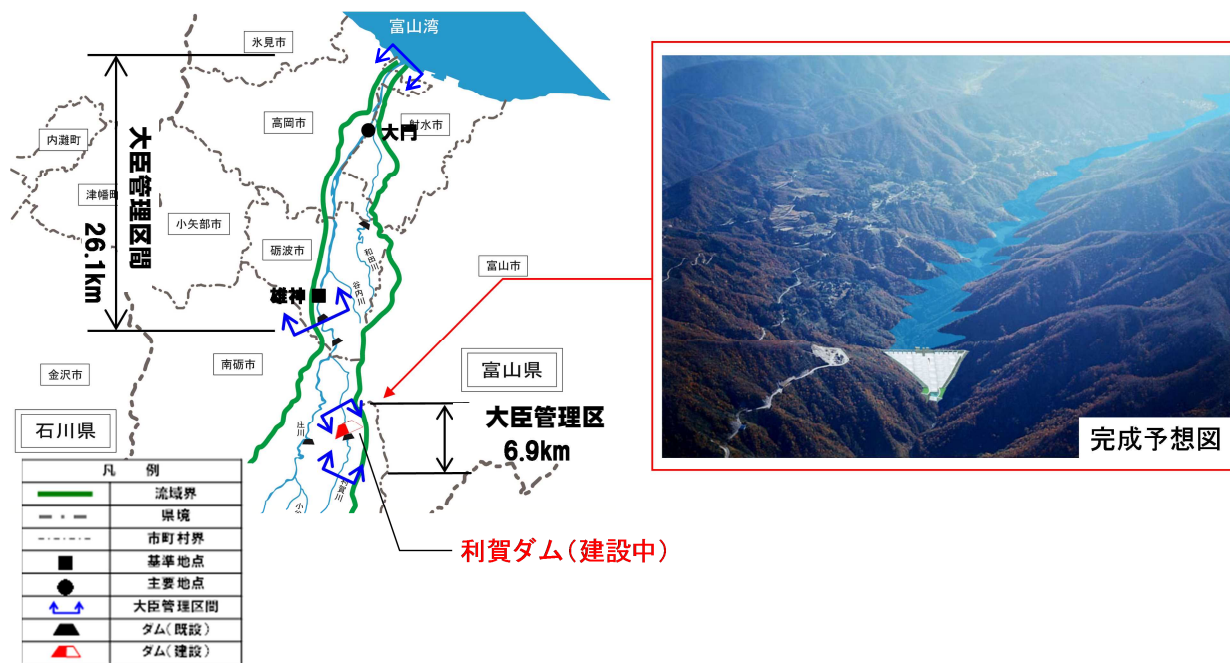 富山湾
氷見市
高岡市
大門
射水市
内灘町
大臣管理区間
26.1km
津幡町
小矢部市
砺波市
和田川
富山市
雄神
谷内川
南砺市
金沢市
富山県
石川県
大臣管理区
6.9km
庄川
利賀川
利賀ダム(建設中)
完成予想図
凡 例
流域界
県境
市町村界
基準地点
主要地点
大臣管理区間
ダム(既設)
ダム(建設)